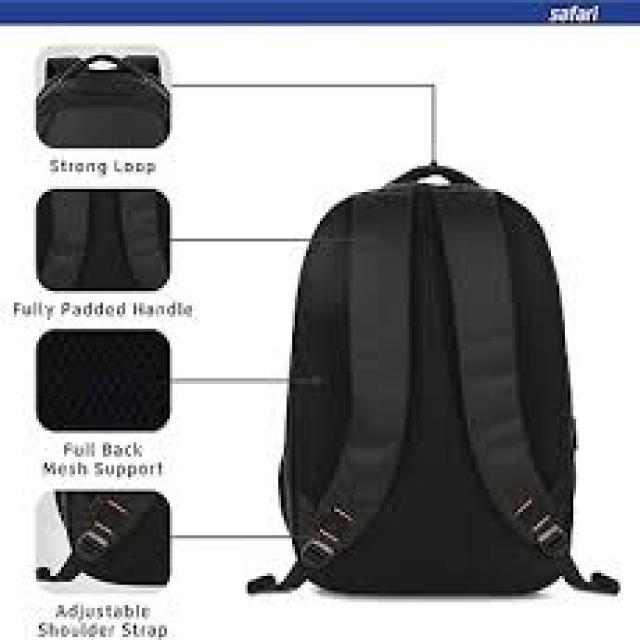 safari
Strong Loop
Fully Padded Handle
Full Back
Mesh Support
Adjustable
Shoulder Strap